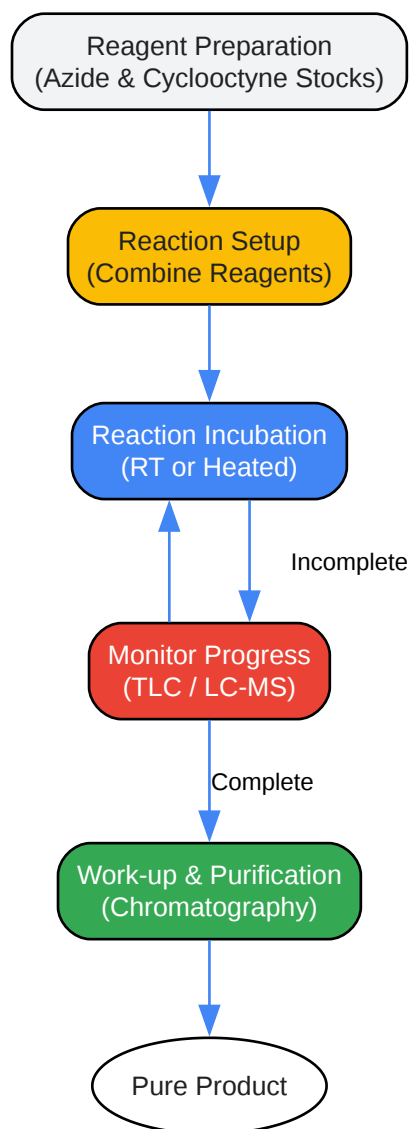 Reagent Preparation
(Azide & Cyclooctyne Stocks)
Reaction Setup
(Combine Reagents)
Reaction Incubation
(RT or Heated)
Incomplete
Monitor Progress
(TLC / LC-MS)
Complete
Work-up & Purification
(Chromatography)
Pure Product